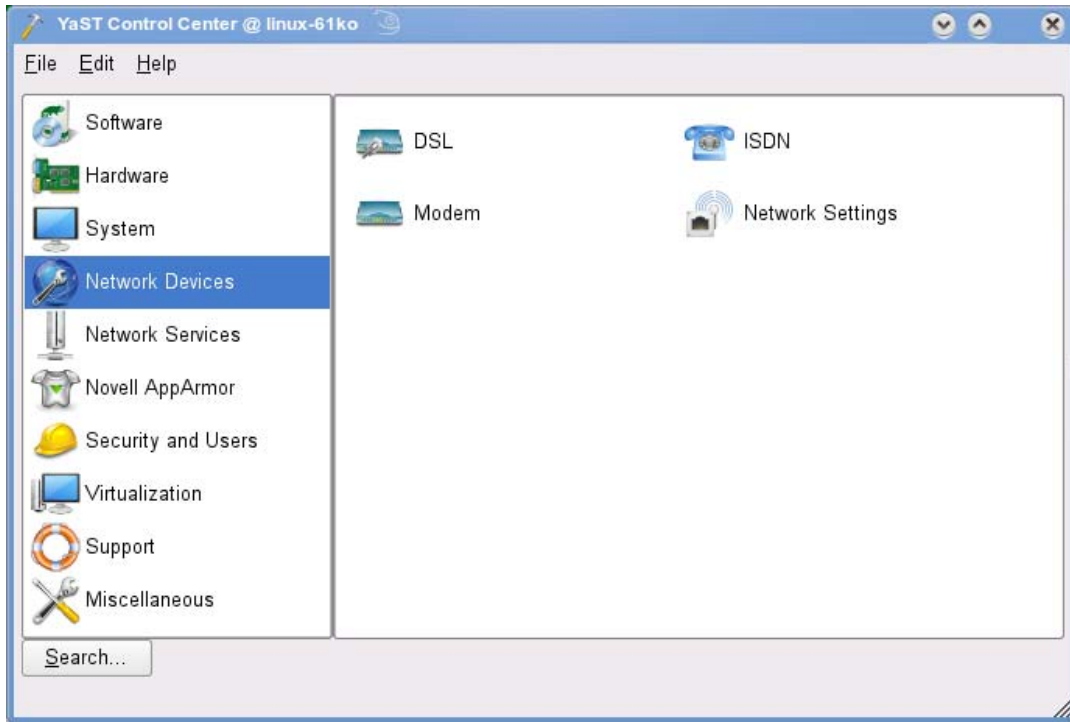 YaST Control Center @ linux-61ko
File Edit Help
Software
Hardware
System
Network Devices
Network Services
Novell AppArmor
Security and Users
Virtualization
Support
Miscellaneous
DSL
ISDN
Modem
Network Settings
Search...